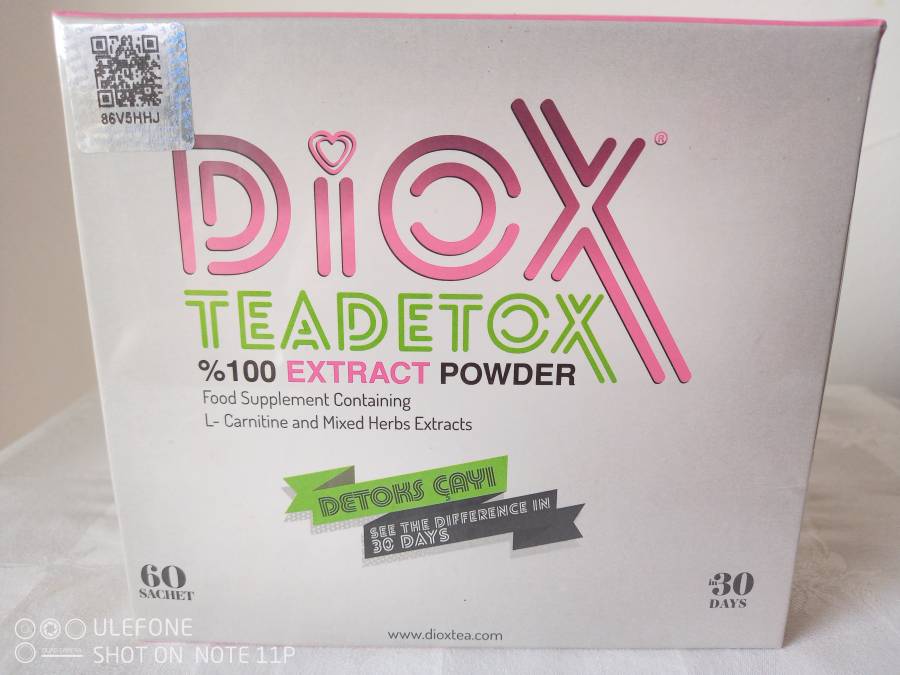 86V5HHJ
DiOX®
TEADETOX
%100 EXTRACT POWDER
Food Supplement Containing
L- Carnitine and Mixed Herbs Extracts
DETOKS ÇAYI
SEE THE DIFFERENCE IN
30 DAYS
60
SACHET
in 30
DAYS
www.dioxtea.com
ULEFONE
SHOT ON NOTE 11P